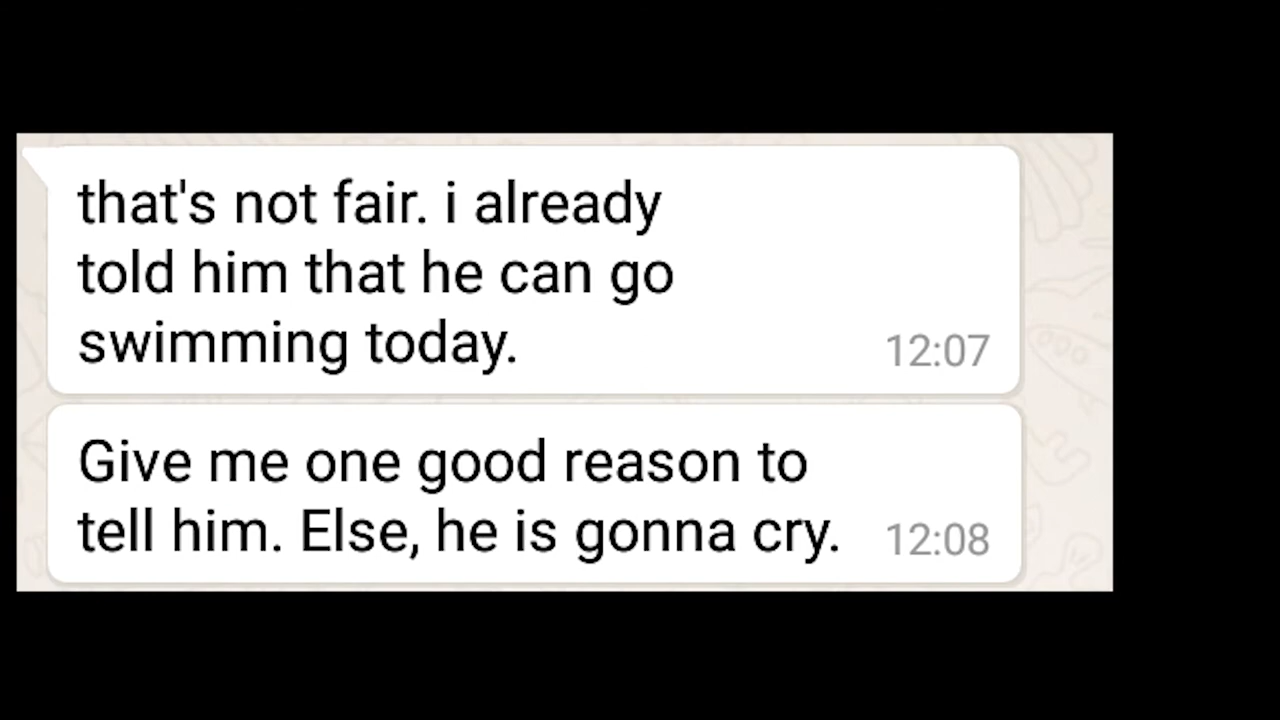 that's not fair. i already
told him that he can go
swimming today.
12:07
Give me one good reason to
tell him. Else, he is gonna cry.
12:08